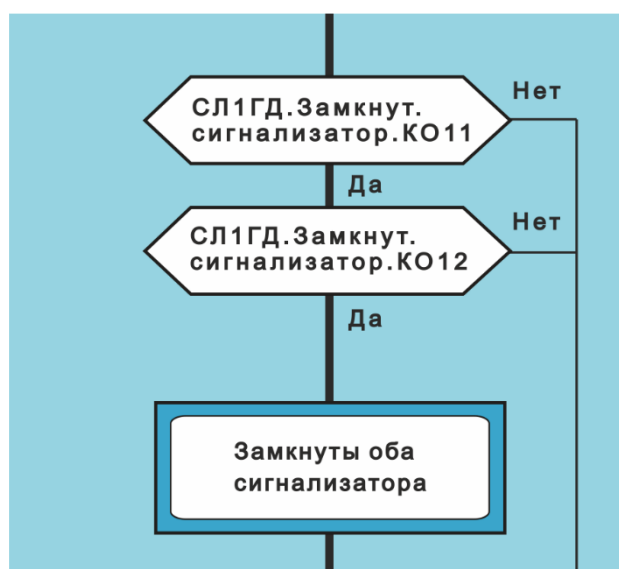 СЛ1ГД.Замкнут.
сигнализатор.КО11
Нет
Да
СЛ1ГД.Замкнут.
сигнализатор.КО12
Нет
Да
Замкнуты оба
сигнализатора